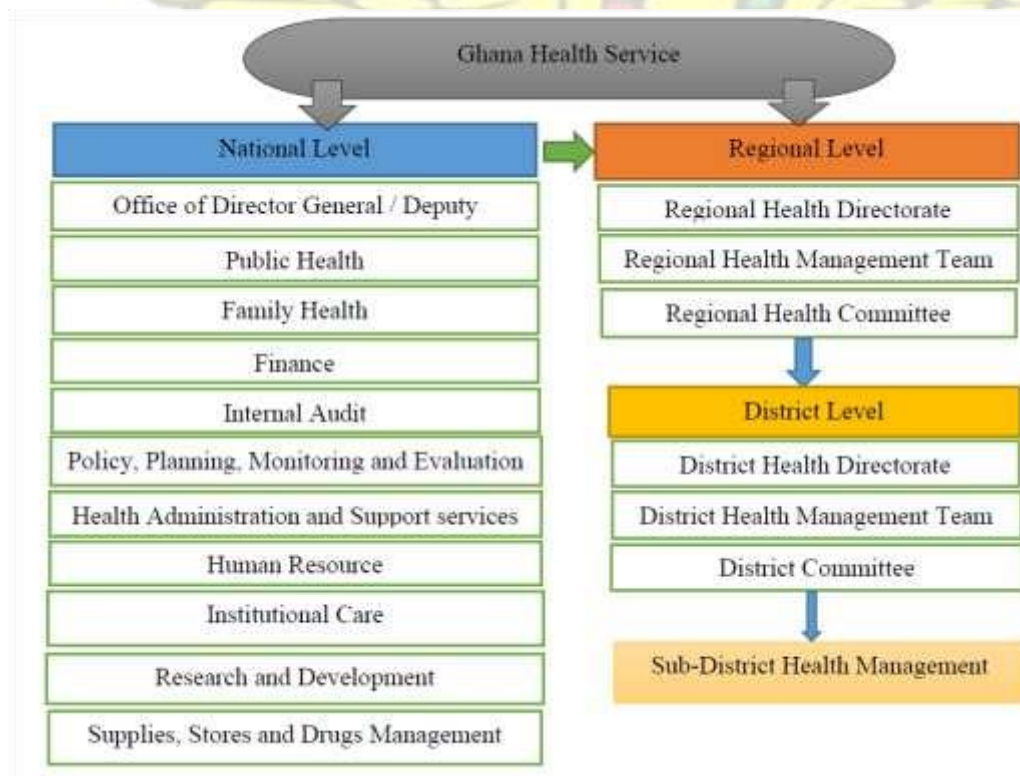 Ghana Health Service
National Level
Office of Director General / Deputy
Public Health
Family Health
Finance
Internal Audit
Policy, Planning, Monitoring and Evaluation
Health Administration and Support services
Human Resource
Institutional Care
Research and Development
Supplies, Stores and Drugs Management
Regional Level
Regional Health Directorate
Regional Health Management Team
Regional Health Committee
District Level
District Health Directorate
District Health Management Team
District Committee
Sub-District Health Management